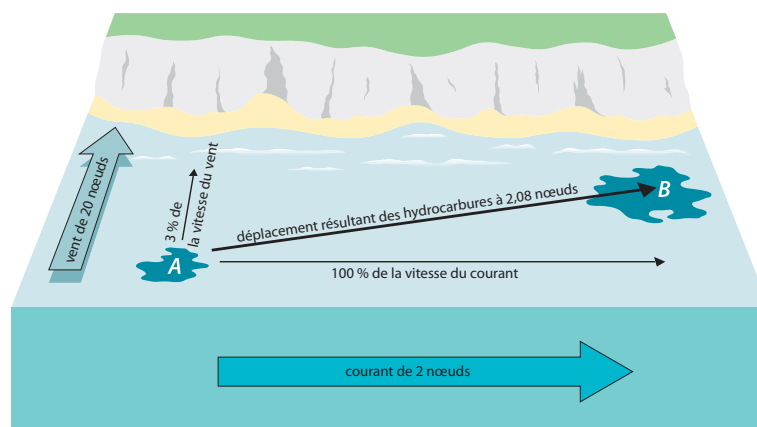 vent de 20 nœuds
3 % de
la vitesse du vent
déplacement résultant des hydrocarbures à 2,08 nœuds
B
A
100 % de la vitesse du courant
courant de 2 nœuds